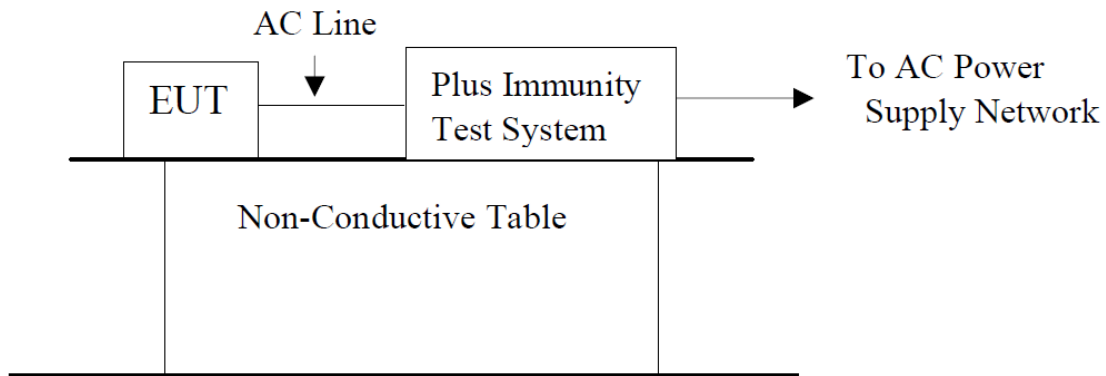 AC Line
EUT
Plus Immunity
Test System
To AC Power
Supply Network
Non-Conductive Table